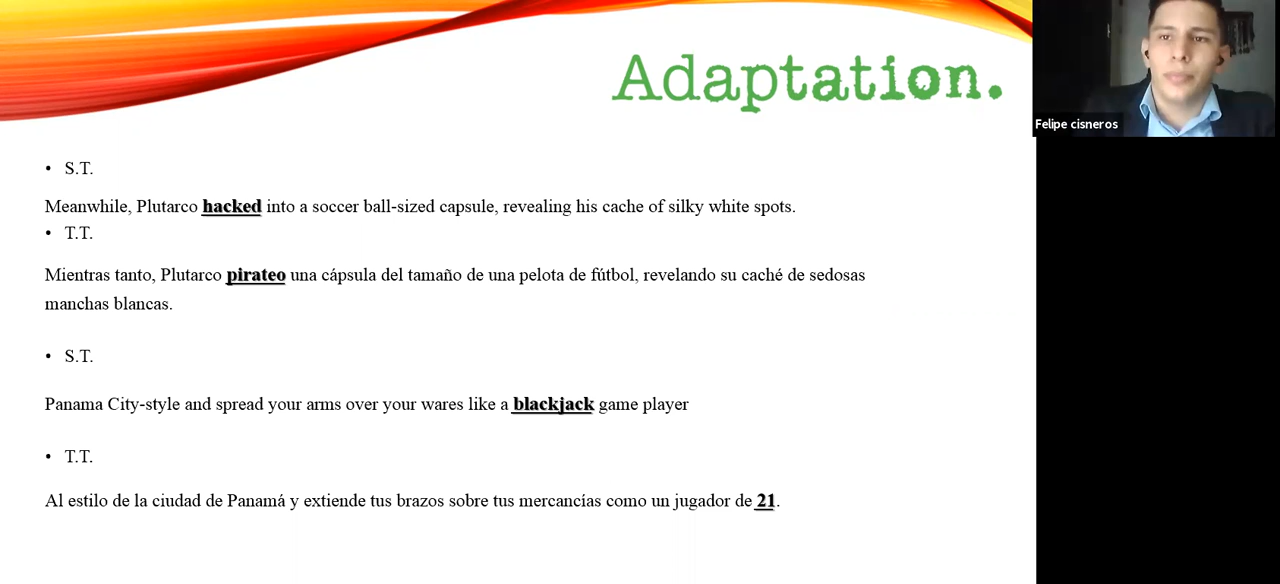 Adaptation.
Felipe cisneros
• S.T.
Meanwhile, Plutarco hacked into a soccer ball-sized capsule, revealing his cache of silky white spots.
• T.T.
Mientras tanto, Plutarco pirateo una cápsula del tamaño de una pelota de fútbol, revelando su caché de sedosas
manchas blancas.
• S.T.
Panama City-style and spread your arms over your wares like a blackjack game player
• T.T.
Al estilo de la ciudad de Panamá y extiende tus brazos sobre tus mercancías como un jugador de 21.